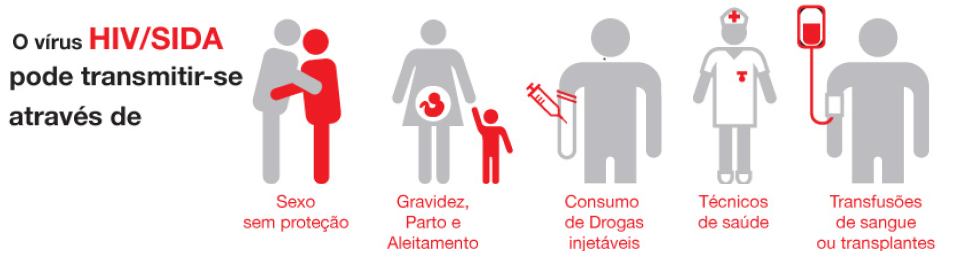 O vírus HIV/SIDA
pode transmitir-se
através de
Sexo
sem proteção
Gravidez,
Parto e
Aleitamento
Consumo
de Drogas
injetáveis
Técnicos
de saúde
Transfusões
de sangue
ou transplantes